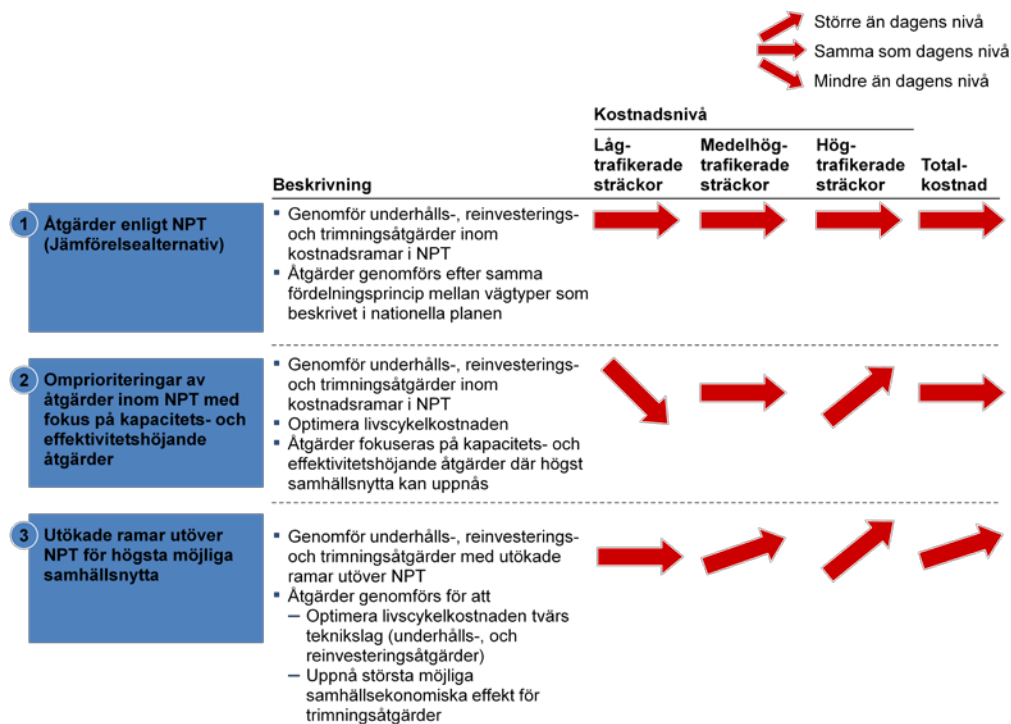 Större än dagens nivå
Samma som dagens nivå
Mindre än dagens nivå
Kostnadsnivå
Beskrivning
Låg-
trafikerade
sträckor
Medelhög-
trafikerade
sträckor
Hög-
trafikerade
sträckor
Total-
kostnad
1 Åtgärder enligt NPT
(Jämförelsealternativ)
▪ Genomför underhålls-, reinvesterings-
och trimningsåtgärder inom
kostnadsramar i NPT
▪ Åtgärder genomförs efter samma
fördelningsprincip mellan vägtyper som
beskrivet i nationella planen
2 Omprioriteringar av
åtgärder inom NPT med
fokus på kapacitets- och
effektivitetshöjande
åtgärder
▪ Genomför underhålls-, reinvesterings-
och trimningsåtgärder inom
kostnadsramar i NPT
▪ Optimera livscykelkostnaden
▪ Åtgärder fokuseras på kapacitets- och
effektivitetshöjande åtgärder där högst
samhällsnytta kan uppnås
3 Utökade ramar utöver
NPT för högsta möjliga
samhällsnytta
▪ Genomför underhålls-, reinvesterings-
och trimningsåtgärder med utökade
ramar utöver NPT
▪ Åtgärder genomförs för att
– Optimera livscykelkostnaden tvärs
teknikslag (underhålls-, och
reinvesteringsåtgärder)
– Uppnå största möjliga
samhällsekonomiska effekt för
trimningsåtgärder